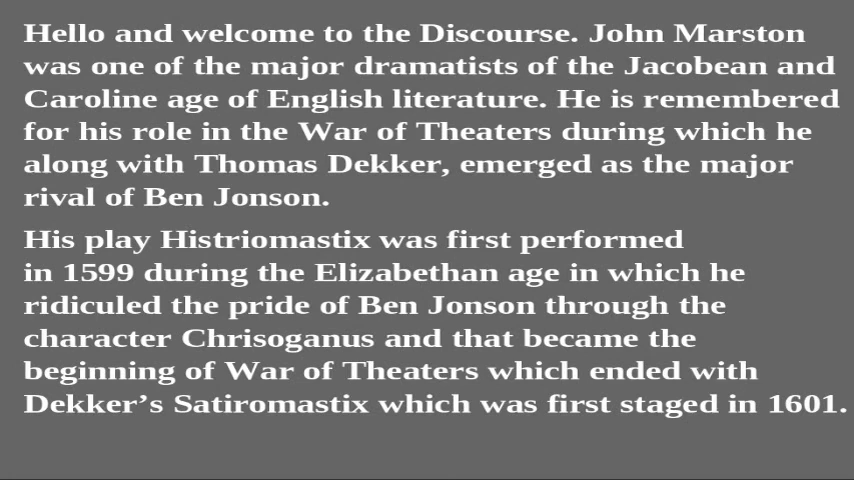 Hello and welcome to the Discourse. John Marston
was one of the major dramatists of the Jacobean and
Caroline age of English literature. He is remembered
for his role in the War of Theaters during which he
along with Thomas Dekker, emerged as the major
rival of Ben Jonson.
His play Histriomastix was first performed
in 1599 during the Elizabethan age in which he
ridiculed the pride of Ben Jonson through the
character Chrisoganus and that became the
beginning of War of Theaters which ended with
Dekker’s Satiromastix which was first staged in 1601.